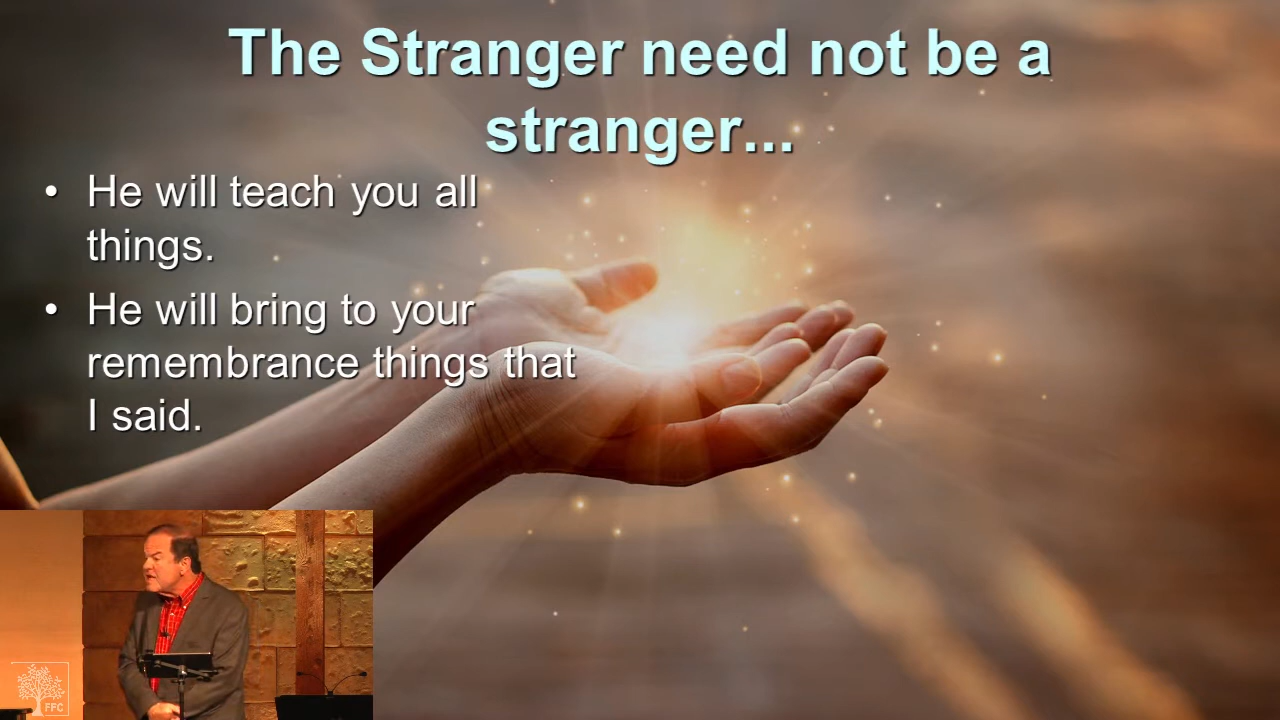 The Stranger need not be a
stranger...
• He will teach you all
things.
• He will bring to your
remembrance things that
I said.
FFC